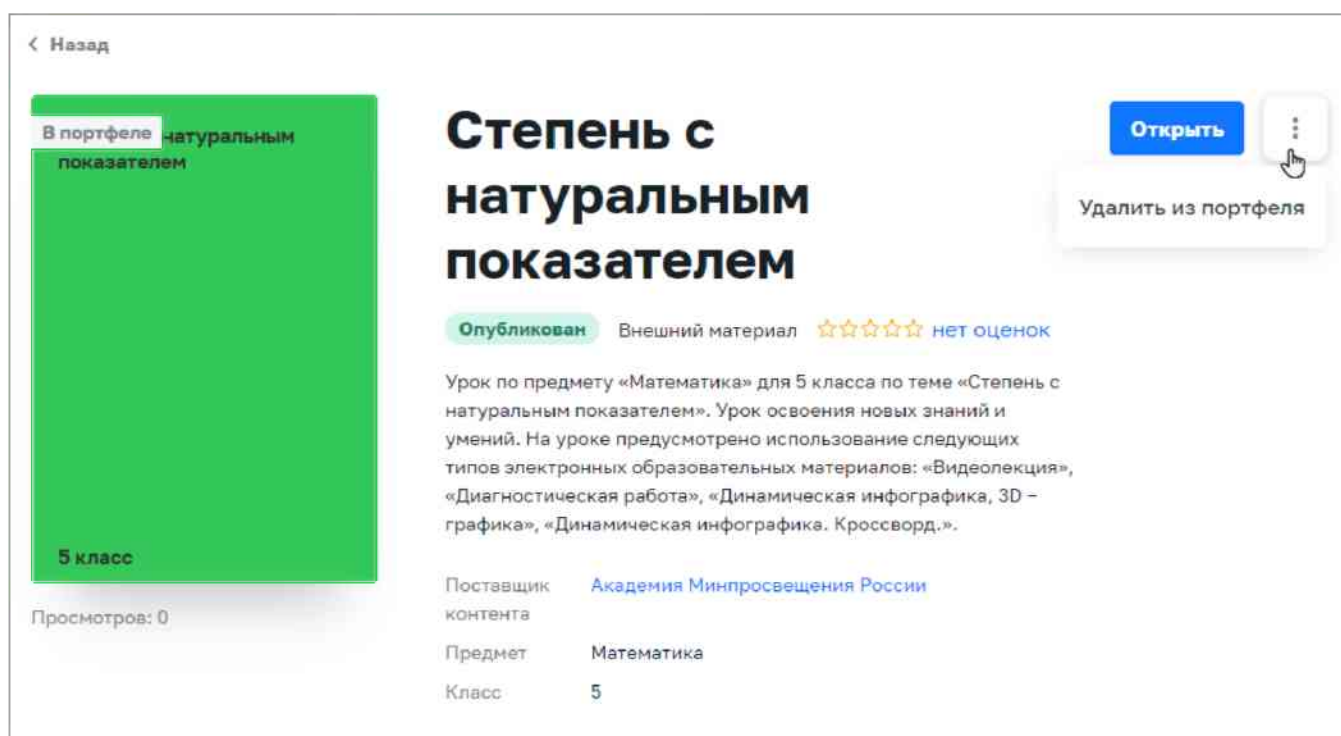 Назад
В портфеле натуральным
показателем
5 класс
Просмотров: 0
Степень с
натуральным
показателем
Открыть
Удалить из портфеля
Опубликован Внешний материал нет оценок
Урок по предмету «Математика» для 5 класса по теме «Степень с
натуральным показателем». Урок освоения новых знаний и
умений. На уроке предусмотрено использование следующих
типов электронных образовательных материалов: «Видеолекция»,
«Диагностическая работа», «Динамическая инфографика, 3D –
графика», «Динамическая инфографика. Кроссворд.».
Поставщик Академия Минпросвещения России
контента
Предмет Математика
Класс 5